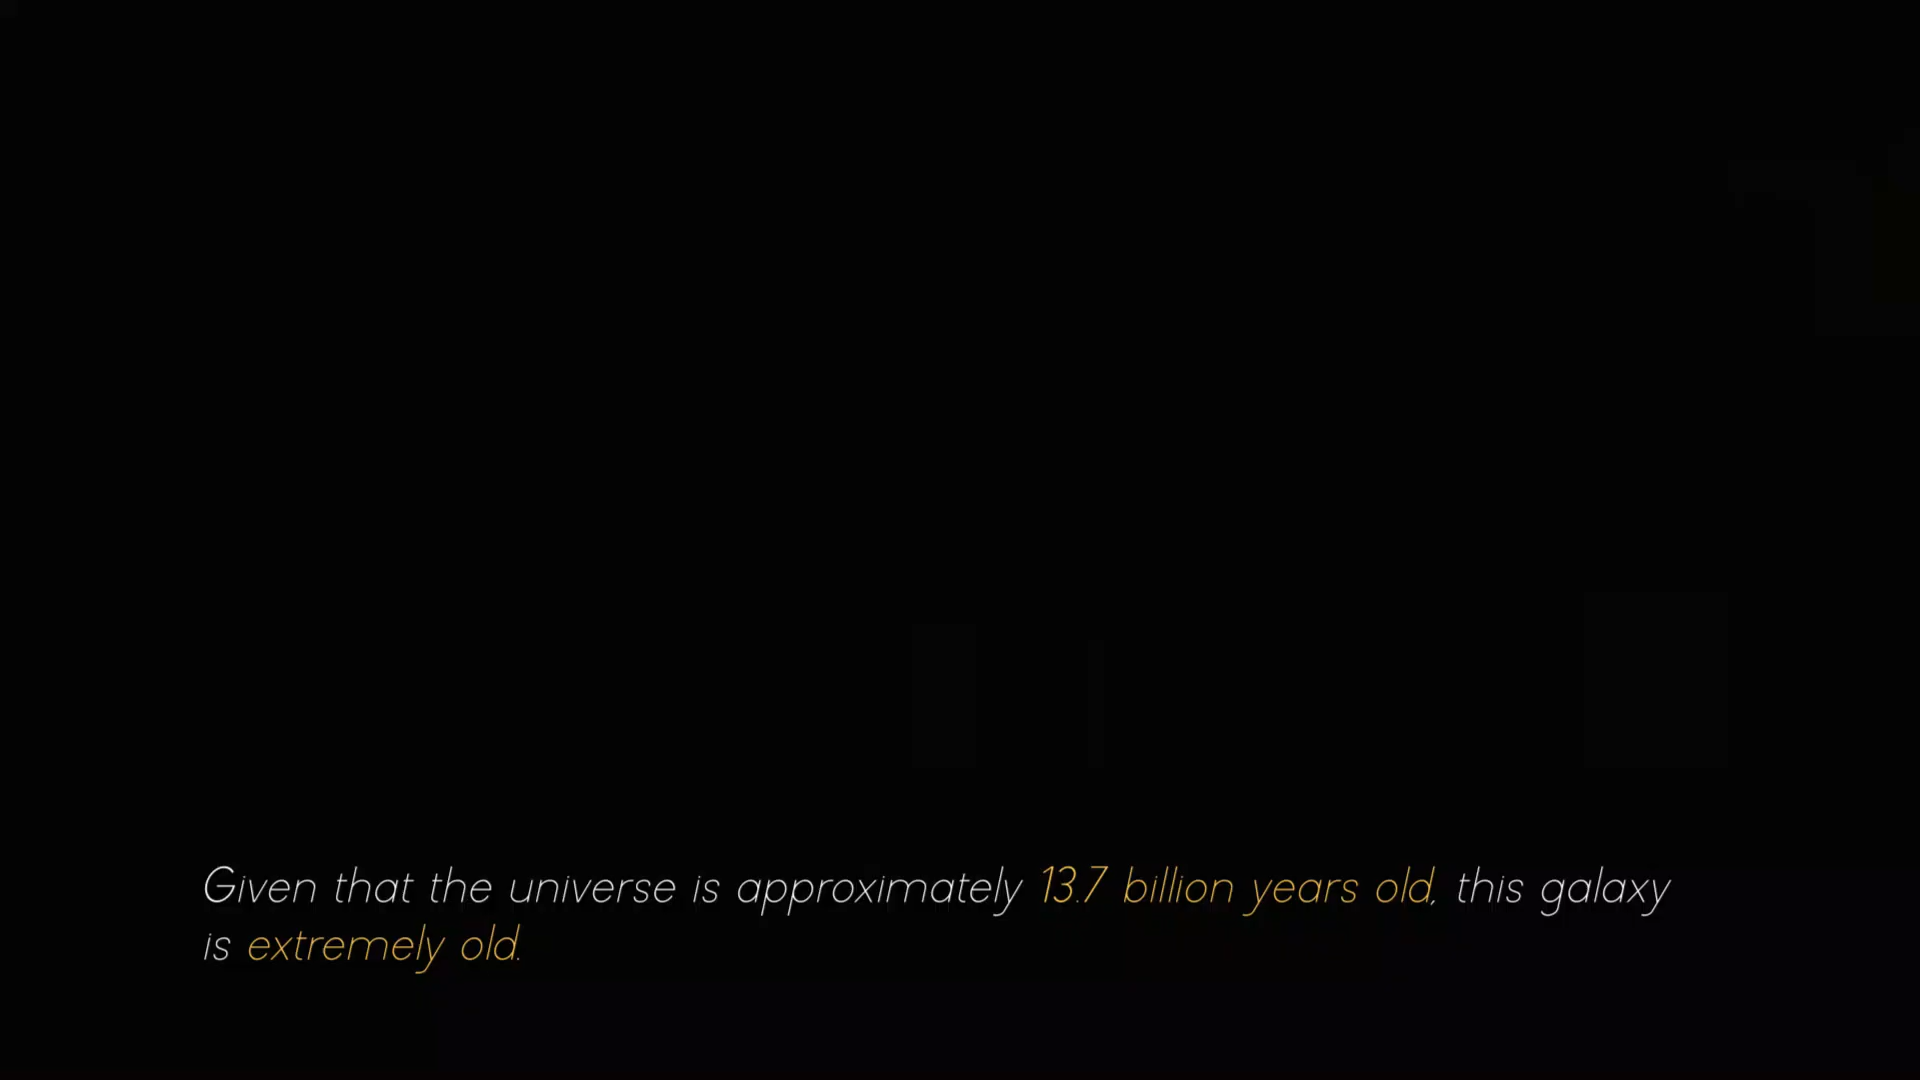 Given that the universe is approximately 13.7 billion years old, this galaxy
is extremely old.